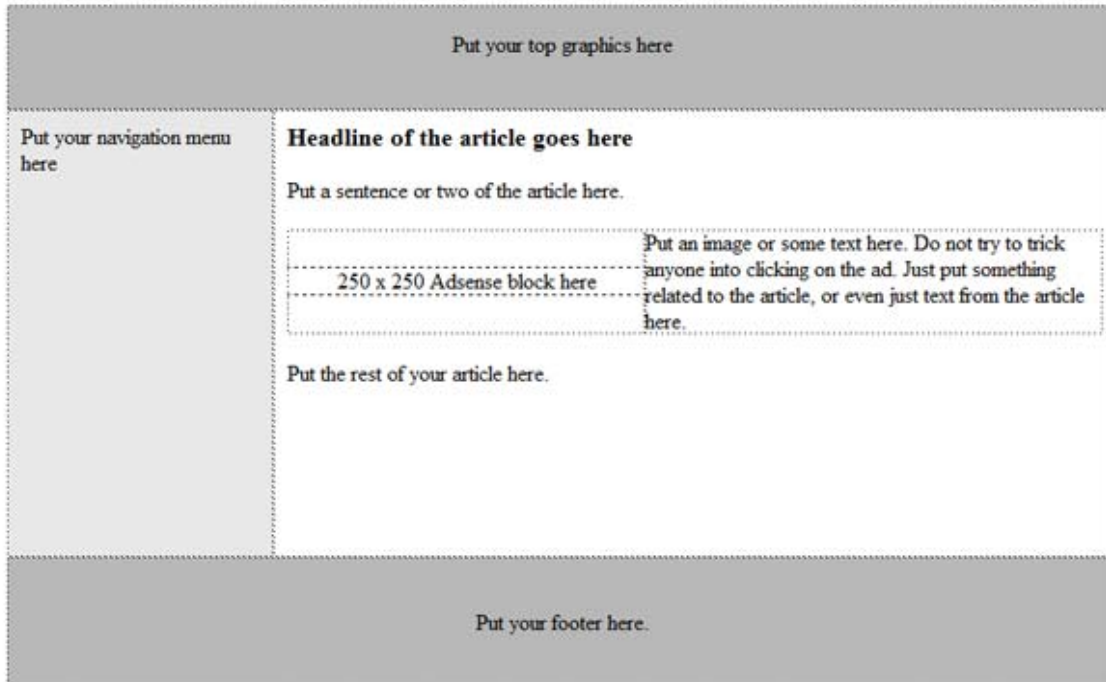 Put your top graphics here
Put your navigation menu
here
Headline of the article goes here
Put a sentence or two of the article here.
250 x 250 Adsense block here
Put an image or some text here. Do not try to trick
anyone into clicking on the ad. Just put something
related to the article, or even just text from the article
here.
Put the rest of your article here.
Put your footer here.